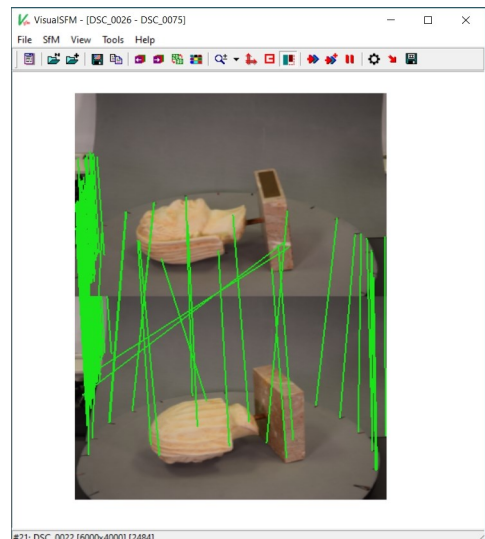 VisualSFM - [DSC_0026 - DSC_0075]
File SfM View Tools Help
#21: DSC_0022 [6000x4000] [2484]